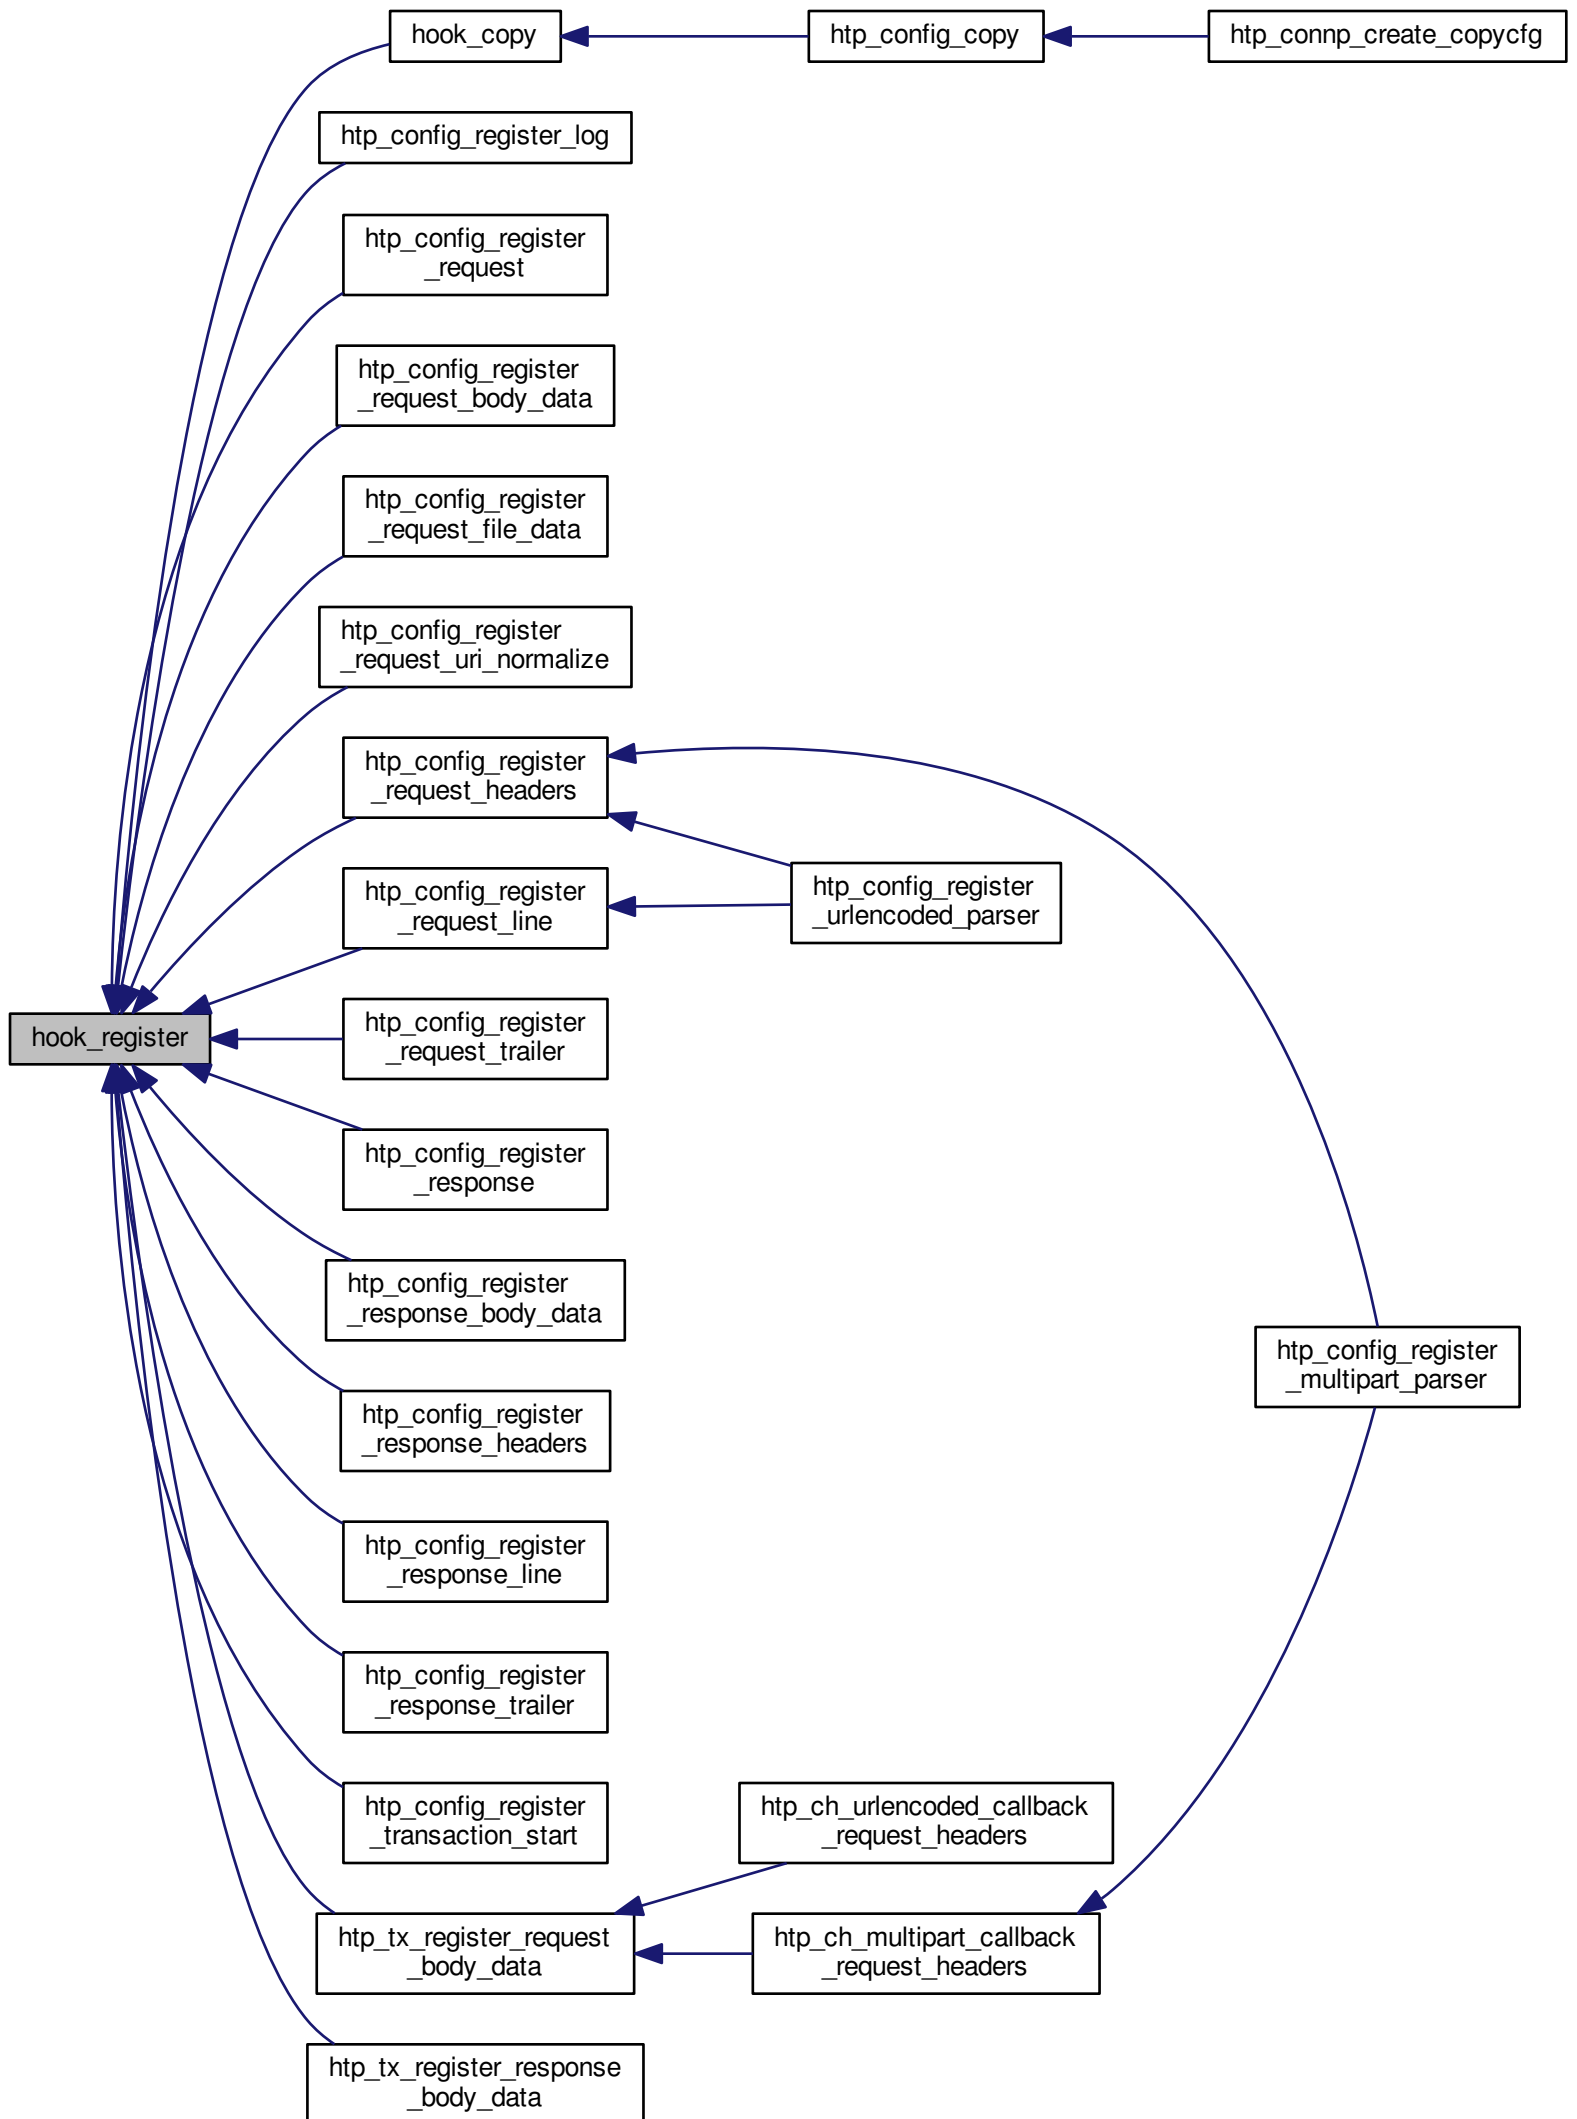 hook_copy
htp_config_copy
htp_connp_create_copycfg
htp_config_register_log
htp_config_register
_request
htp_config_register
_request_body_data
htp_config_register
_request_file_data
htp_config_register
_request_uri_normalize
htp_config_register
_request_headers
htp_config_register
_request_line
htp_config_register
_urlencoded_parser
hook_register
htp_config_register
_request_trailer
htp_config_register
_response
htp_config_register
_response_body_data
htp_config_register
_multipart_parser
htp_config_register
_response_headers
htp_config_register
_response_line
htp_config_register
_response_trailer
htp_config_register
_transaction_start
htp_ch_urlencoded_callback
_request_headers
htp_tx_register_request
_body_data
htp_ch_multipart_callback
_request_headers
htp_tx_register_response
_body_data